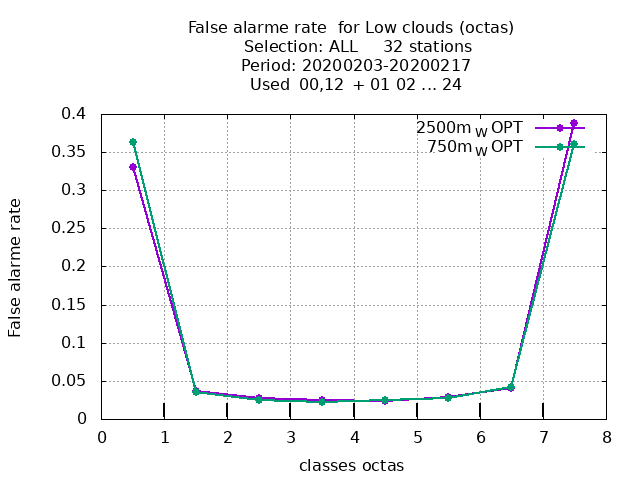 False alarme rate  for Low clouds (octas)
Selection: ALL     32 stations
Period: 20200203-20200217
Used  00,12  + 01 02 ... 24
0.4
2500m W OPT
0.35
750m W OPT
0.3
0.25
0.2
0.15
0.1
0.05
0
False alarme rate
0 1 2 3 4 5 6 7 8
classes octas